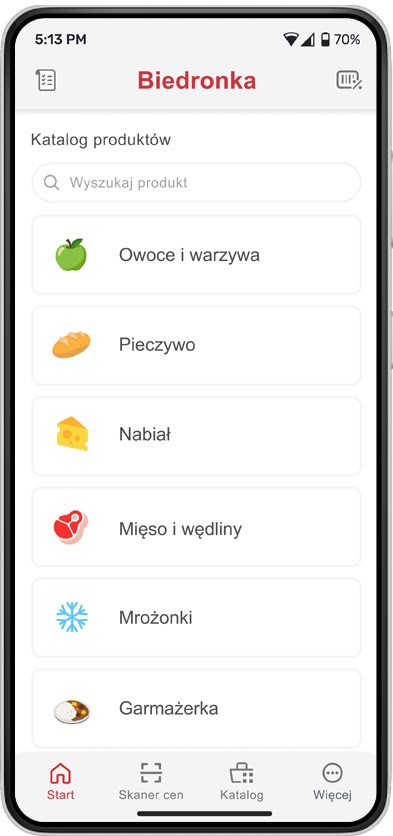 5:13 PM 70%
Biedronka
Katalog produktów
Wyszukaj produkt
Owoce i warzywa
Pieczywo
Nabiał
Mięso i wędliny
Mrożonki
Garmażerka
Start Skaner cen Katalog Więcej